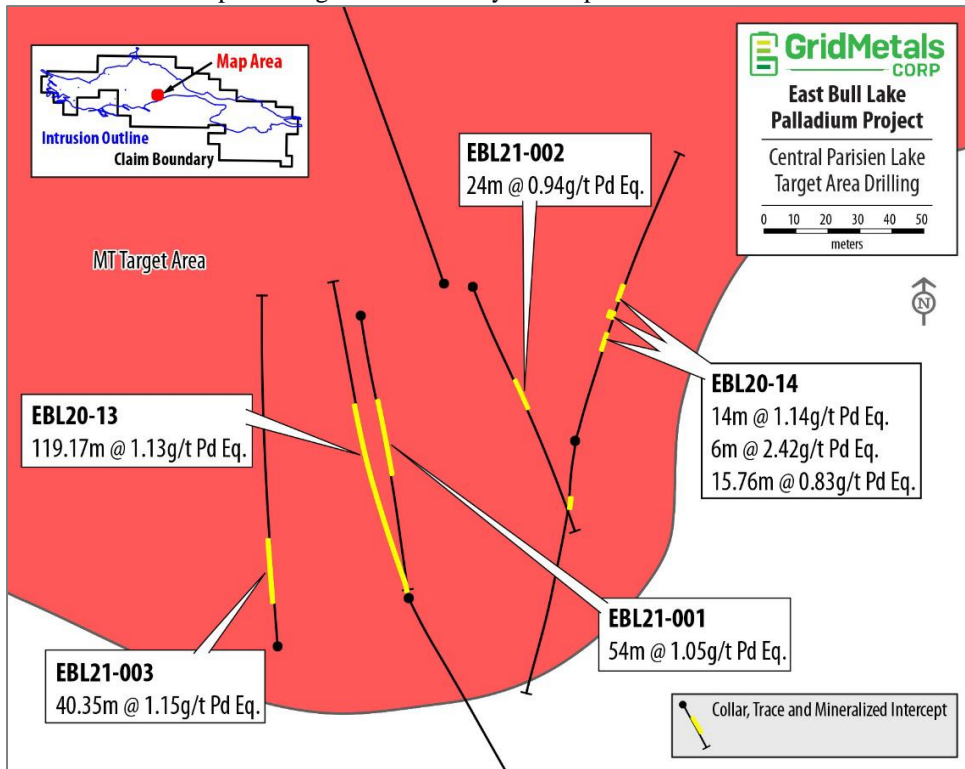 Map Area
Intrusion Outline
Claim Boundary
GridMetals
CORP
East Bull Lake
Palladium Project
Central Parisien Lake
Target Area Drilling
0 10 20 30 40 50
meters
EBL21-002
24m @ 0.94g/t Pd Eq.
MT Target Area
N
EBL20-14
14m @ 1.14g/t Pd Eq.
6m @ 2.42g/t Pd Eq.
15.76m @ 0.83g/t Pd Eq.
EBL20-13
119.17m @ 1.13g/t Pd Eq.
EBL21-001
54m @ 1.05g/t Pd Eq.
EBL21-003
40.35m @ 1.15g/t Pd Eq.
Collar, Trace and Mineralized Intercept